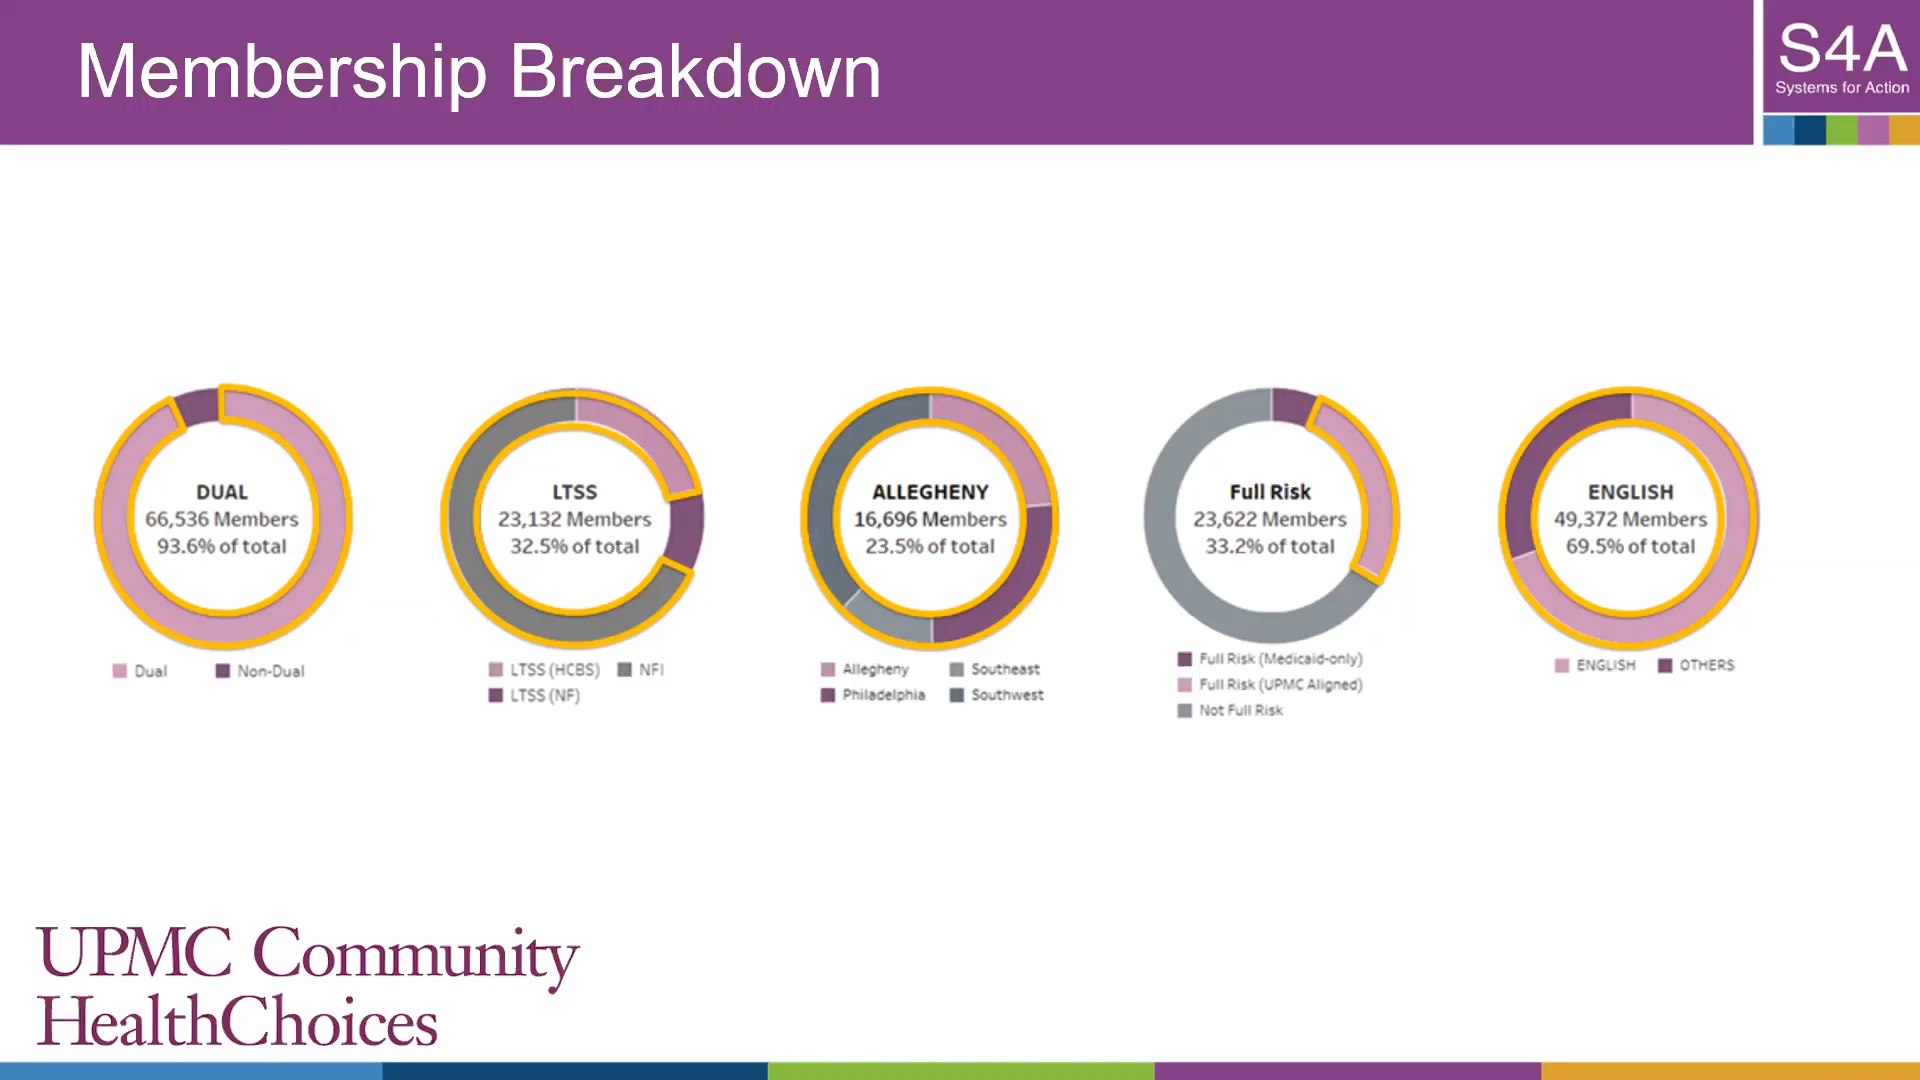 Membership Breakdown
S4A
Systems for Action
DUAL
66,536 Members
93.6% of total
Dual
Non-Dual
LTSS
23,132 Members
32.5% of total
LTSS (HCBS)
NFI
LTSS (NF)
ALLEGHENY
16,696 Members
23.5% of total
Allegheny
Southeast
Philadelphia
Southwest
Full Risk
23,622 Members
33.2% of total
Full Risk (Medicaid-only)
Full Risk (UPMC Aligned)
Not Full Risk
ENGLISH
49,372 Members
69.5% of total
ENGLISH
OTHERS
UPMC Community
HealthChoices